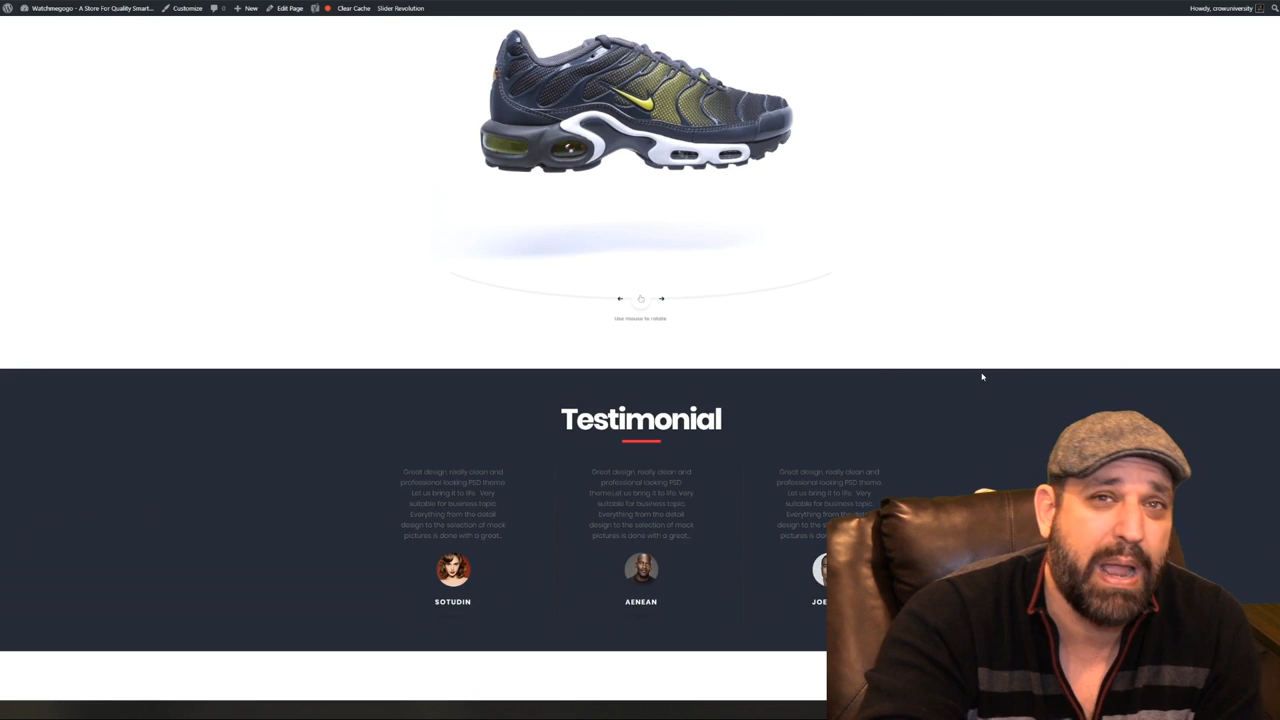 Watchmegogo - A Store For Quality Smart... Customize 0 New Edit Page Clear Cache Slider Revolution Howdy, crowuniversity
Use mouse to rotate
Testimonial
Great design, really clean and
professional looking PSD theme.
Let us bring it to life. Very
suitable for business topic.
Everything from the detail
design to the selection of mock
pictures is done with a great...
SOTUDIN
Great design, really clean and
professional looking PSD
theme.Let us bring it to life. Very
suitable for business topic.
Everything from the detail
design to the selection of mock
pictures is done with a great...
AENEAN
Great design, really clean and
professional looking PSD theme.
Let us bring it to life. Very
suitable for business topic.
Everything from the detail
design to the
pictures is do
JOE